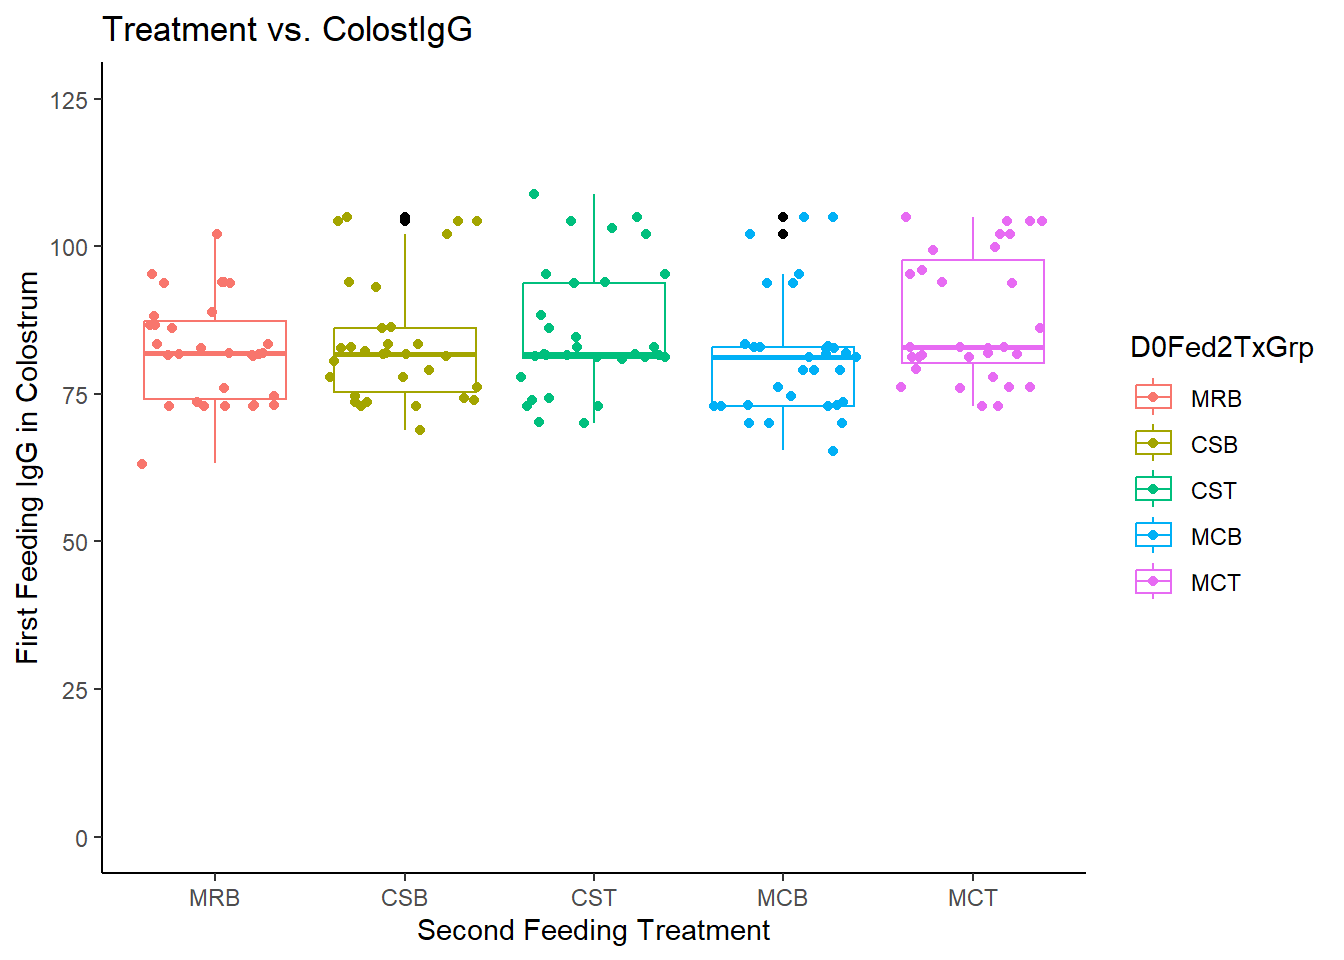 Treatment vs. ColostIgG
First Feeding IgG in Colostrum
125
100
75
50
25
0
MRB CSB CST MCB MCT
Second Feeding Treatment
D0Fed2TxGrp
MRB
CSB
CST
MCB
MCT